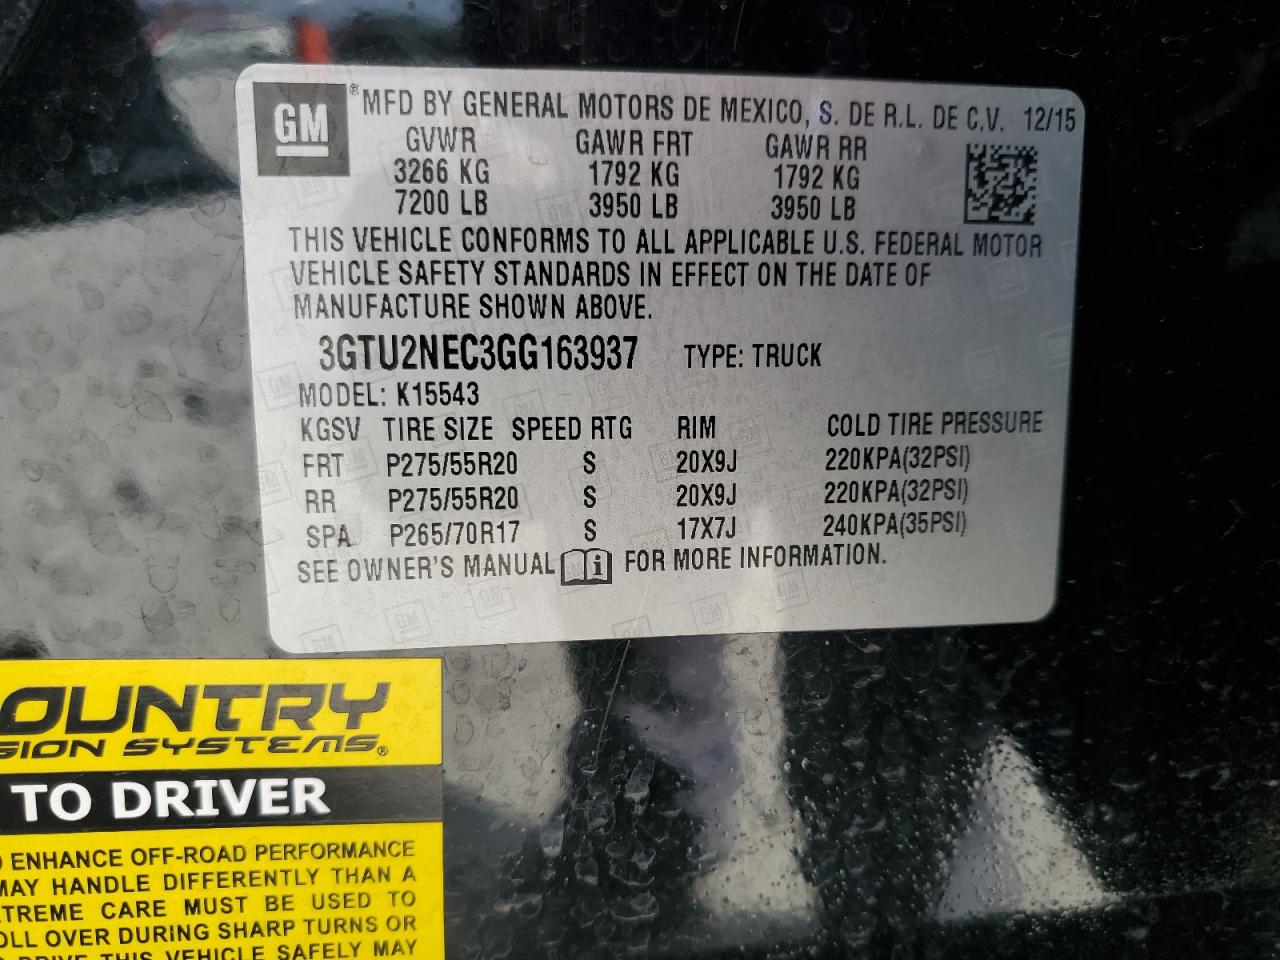 GM ® MFD BY GENERAL MOTORS DE MEXICO, S. DE R.L. DE C.V. 12/15
GVWR GAWR FRT GAWR RR
3266 KG 1792 KG 1792 KG
7200 LB 3950 LB 3950 LB
THIS VEHICLE CONFORMS TO ALL APPLICABLE U.S. FEDERAL MOTOR
VEHICLE SAFETY STANDARDS IN EFFECT ON THE DATE OF
MANUFACTURE SHOWN ABOVE.
3GTU2NEC3GG163937 TYPE: TRUCK
MODEL: K15543
KGSV TIRE SIZE SPEED RTG RIM COLD TIRE PRESSURE
FRT P275/55R20 S 20X9J 220KPA(32PSI)
RR P275/55R20 S 20X9J 220KPA(32PSI)
SPA P265/70R17 S 17X7J 240KPA(35PSI)
SEE OWNER'S MANUAL i FOR MORE INFORMATION.
OUNTRY
SION SYSTEMS®
TO DRIVER
ENHANCE OFF-ROAD PERFORMANCE
MAY HANDLE DIFFERENTLY THAN A
XTREME CARE MUST BE USED TO
OLL OVER DURING SHARP TURNS OR
DRIVE THIS VEHICLE SAFELY MAY